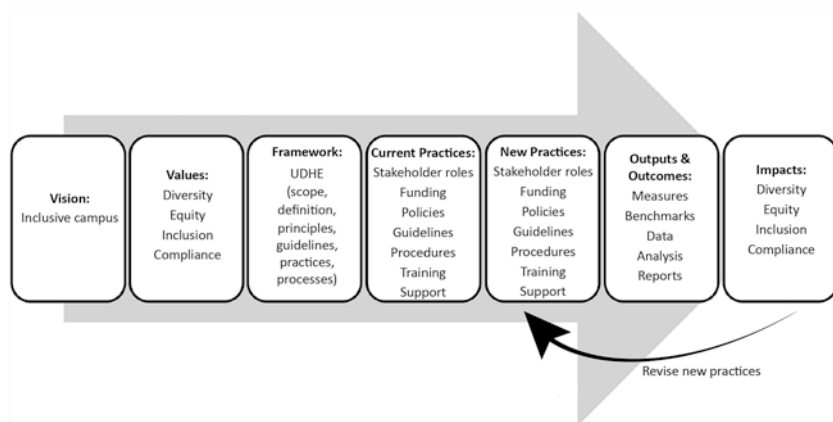 Vision:
Inclusive campus
Values:
Diversity
Equity
Inclusion
Compliance
Framework:
UDHE
(scope,
definition,
principles,
guidelines,
practices,
processes)
Current Practices:
Stakeholder roles
Funding
Policies
Guidelines
Procedures
Training
Support
New Practices:
Stakeholder roles
Funding
Policies
Guidelines
Procedures
Training
Support
Outputs &
Outcomes:
Measures
Benchmarks
Data
Analysis
Reports
Impacts:
Diversity
Equity
Inclusion
Compliance
Revise new practices